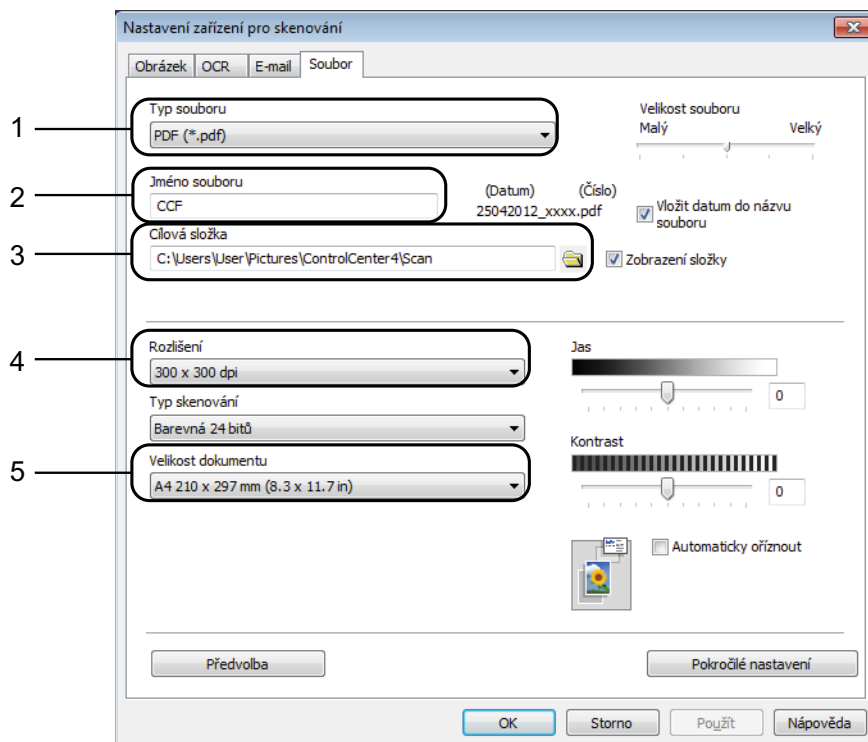 Nastavení zařízení pro skenování
Obrázek OCR E-mail Soubor
1
Typ souboru
PDF (*.pdf)
Velikost souboru
Malý Velký
2
Jméno souboru
CCF
(Datum) (Číslo)
25042012_xxxx.pdf
Vložit datum do názvu
souboru
3
Cílová složka
C:\Users\User\Pictures\ControlCenter4\Scan
Zobrazení složky
4
Rozlišení
300 x 300 dpi
Typ skenování
Barevná 24 bitů
5
Velikost dokumentu
A4 210 x 297 mm (8.3 x 11.7 in)
Jas
0
Kontrast
0
Automaticky oříznout
Předvolba
Pokročilé nastavení
OK Storno Použít Nápověda